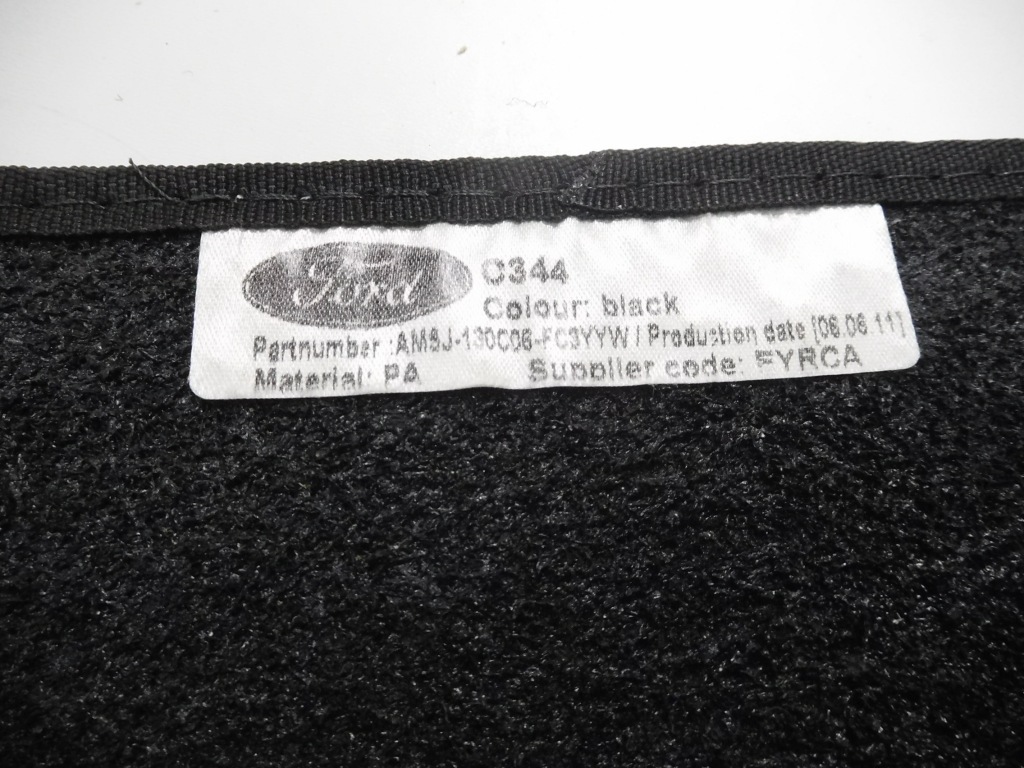 Ford
C344
Colour: black
Partnumber :AM5J-130C06-FC3YYW / Production date [06.06.11]
Material: PA
Supplier code: FYRCA